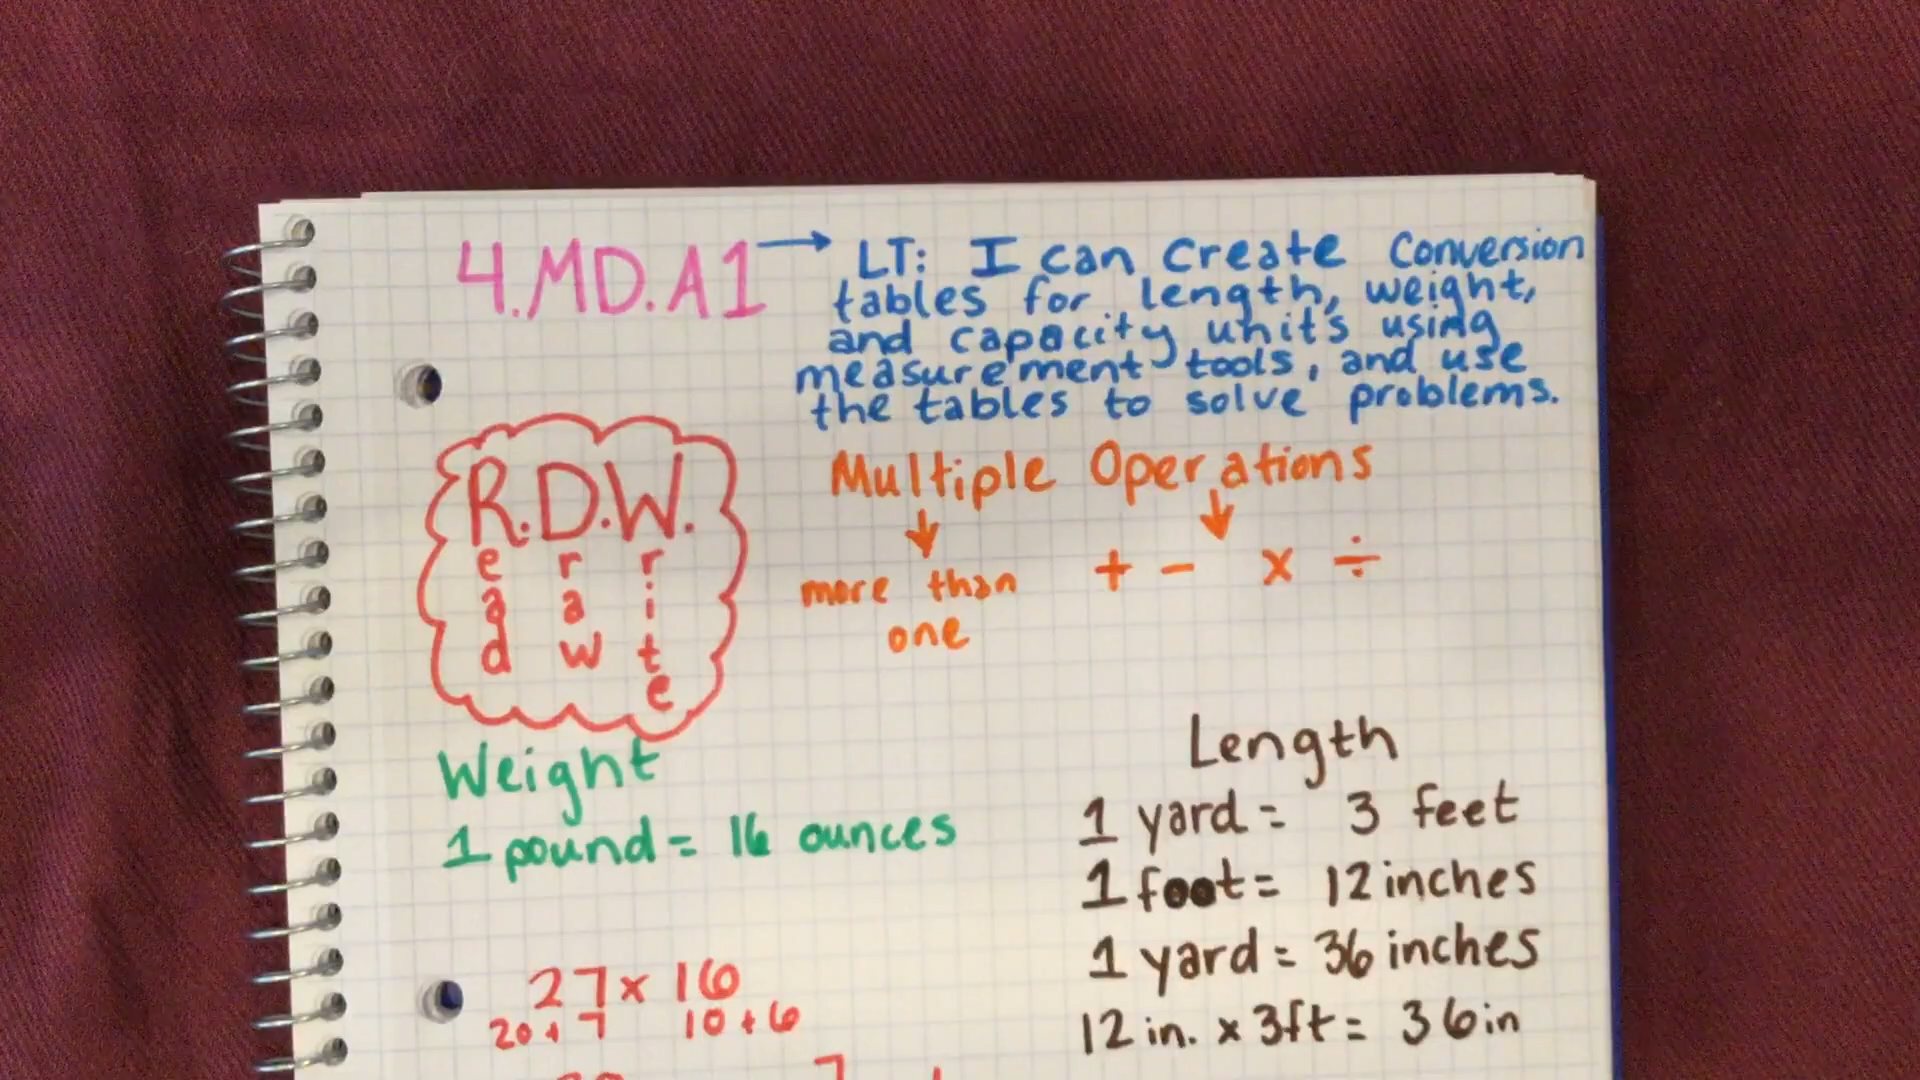 4.MD.A1 → LT: I can create conversion
tables for length, weight,
and capacity units using
measurement tools, and use
the tables to solve problems.
R.D.W.
Read
Draw
Write
Multiple Operations
more than
one
+ - x ÷
Weight
1 pound = 16 ounces
Length
1 yard = 3 feet
1 foot = 12 inches
1 yard = 36 inches
12 in. x 3ft = 36in
27 x 16
20 + 7 10 + 6